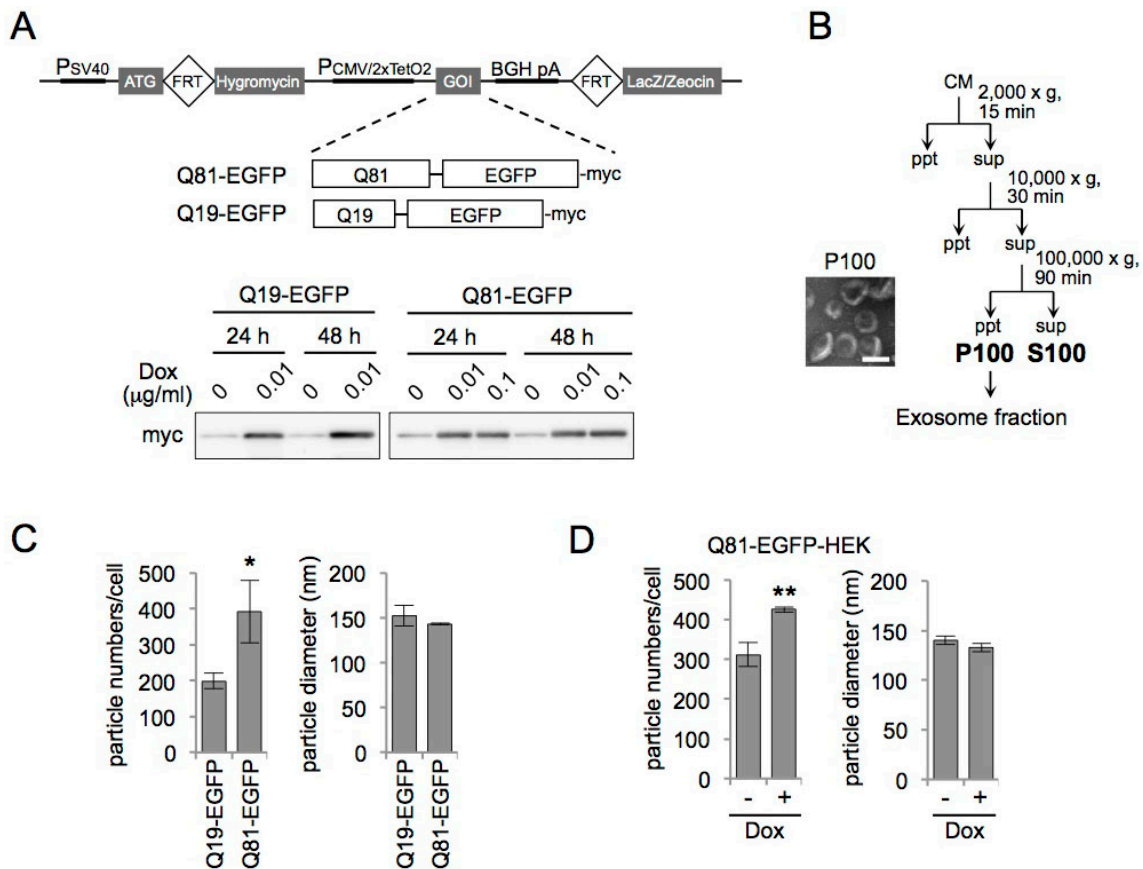 A
PSV40
ATG
FRT
Hygromycin
PCMV/2xTetO2
GOI
BGH pA
FRT
LacZ/Zeocin
Q81-EGFP
Q81
EGFP
-myc
Q19-EGFP
Q19
EGFP
-myc
Q19-EGFP
Q81-EGFP
24 h
48 h
24 h
48 h
Dox
(μg/ml)
0
0.01
0
0.01
0
0.01
0.1
0
0.01
0.1
myc
B
CM
2,000 x g,
15 min
ppt
sup
10,000 x g,
30 min
ppt
sup
100,000 x g,
90 min
P100
ppt
sup
P100
S100
Exosome fraction
C
particle numbers/cell
500
400
300
200
100
0
*
Q19-EGFP
Q81-EGFP
particle diameter (nm)
200
150
100
50
0
Q19-EGFP
Q81-EGFP
D
Q81-EGFP-HEK
particle numbers/cell
500
400
300
200
100
0
**
- +
Dox
particle diameter (nm)
200
150
100
50
0
- +
Dox